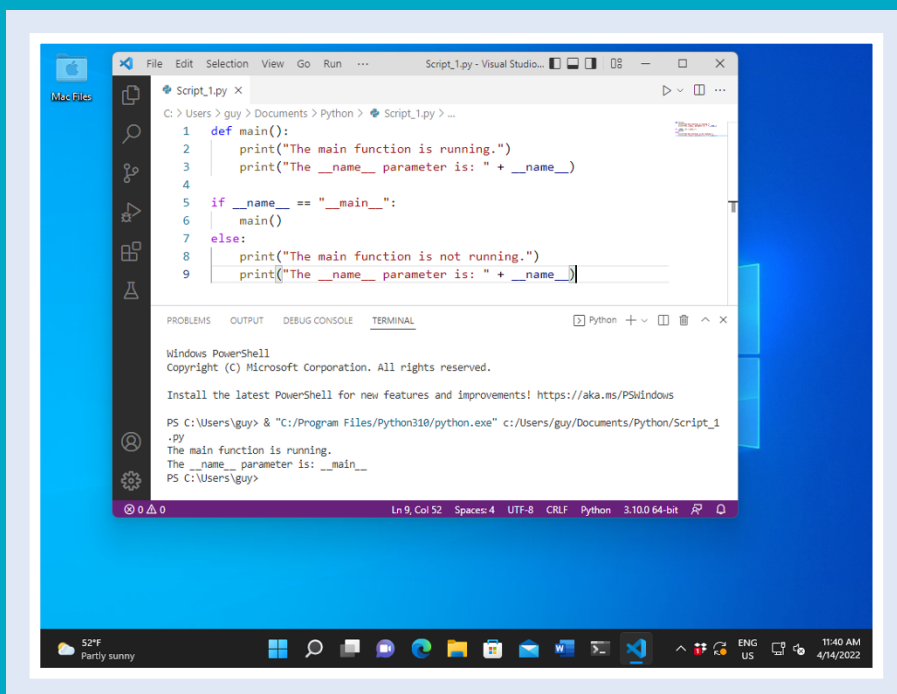 Mac Files
File Edit Selection View Go Run ··· Script_1.py - Visual Studio...
Script_1.py ×
C: > Users > guy > Documents > Python > Script_1.py > ...
1 def main():
2     print("The main function is running.")
3     print("The __name__ parameter is: " + __name__)
4
5 if __name__ == "__main__":
6     main()
7 else:
8     print("The main function is not running.")
9     print("The __name__ parameter is: " + __name__)
PROBLEMS OUTPUT DEBUG CONSOLE TERMINAL Python
Windows PowerShell
Copyright (C) Microsoft Corporation. All rights reserved.
Install the latest PowerShell for new features and improvements! https://aka.ms/PSWindows
PS C:\Users\guy> & "C:/Program Files/Python310/python.exe" c:/Users/guy/Documents/Python/Script_1
.py
The main function is running.
The __name__ parameter is: __main__
PS C:\Users\guy>
0 0 Ln 9, Col 52 Spaces: 4 UTF-8 CRLF Python 3.10.0 64-bit
52°F
Partly sunny
ENG
US
11:40 AM
4/14/2022